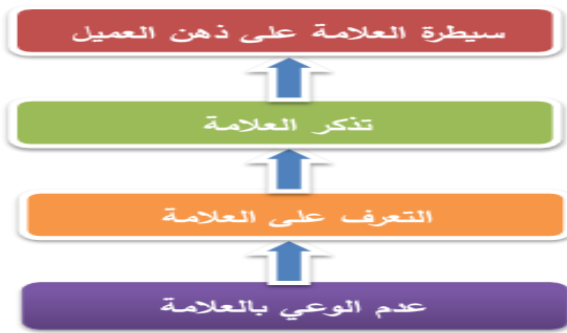 سيطرة العلامة على ذهن العميل
تذكر العلامة
التعرف على العلامة
عدم الوعي بالعلامة